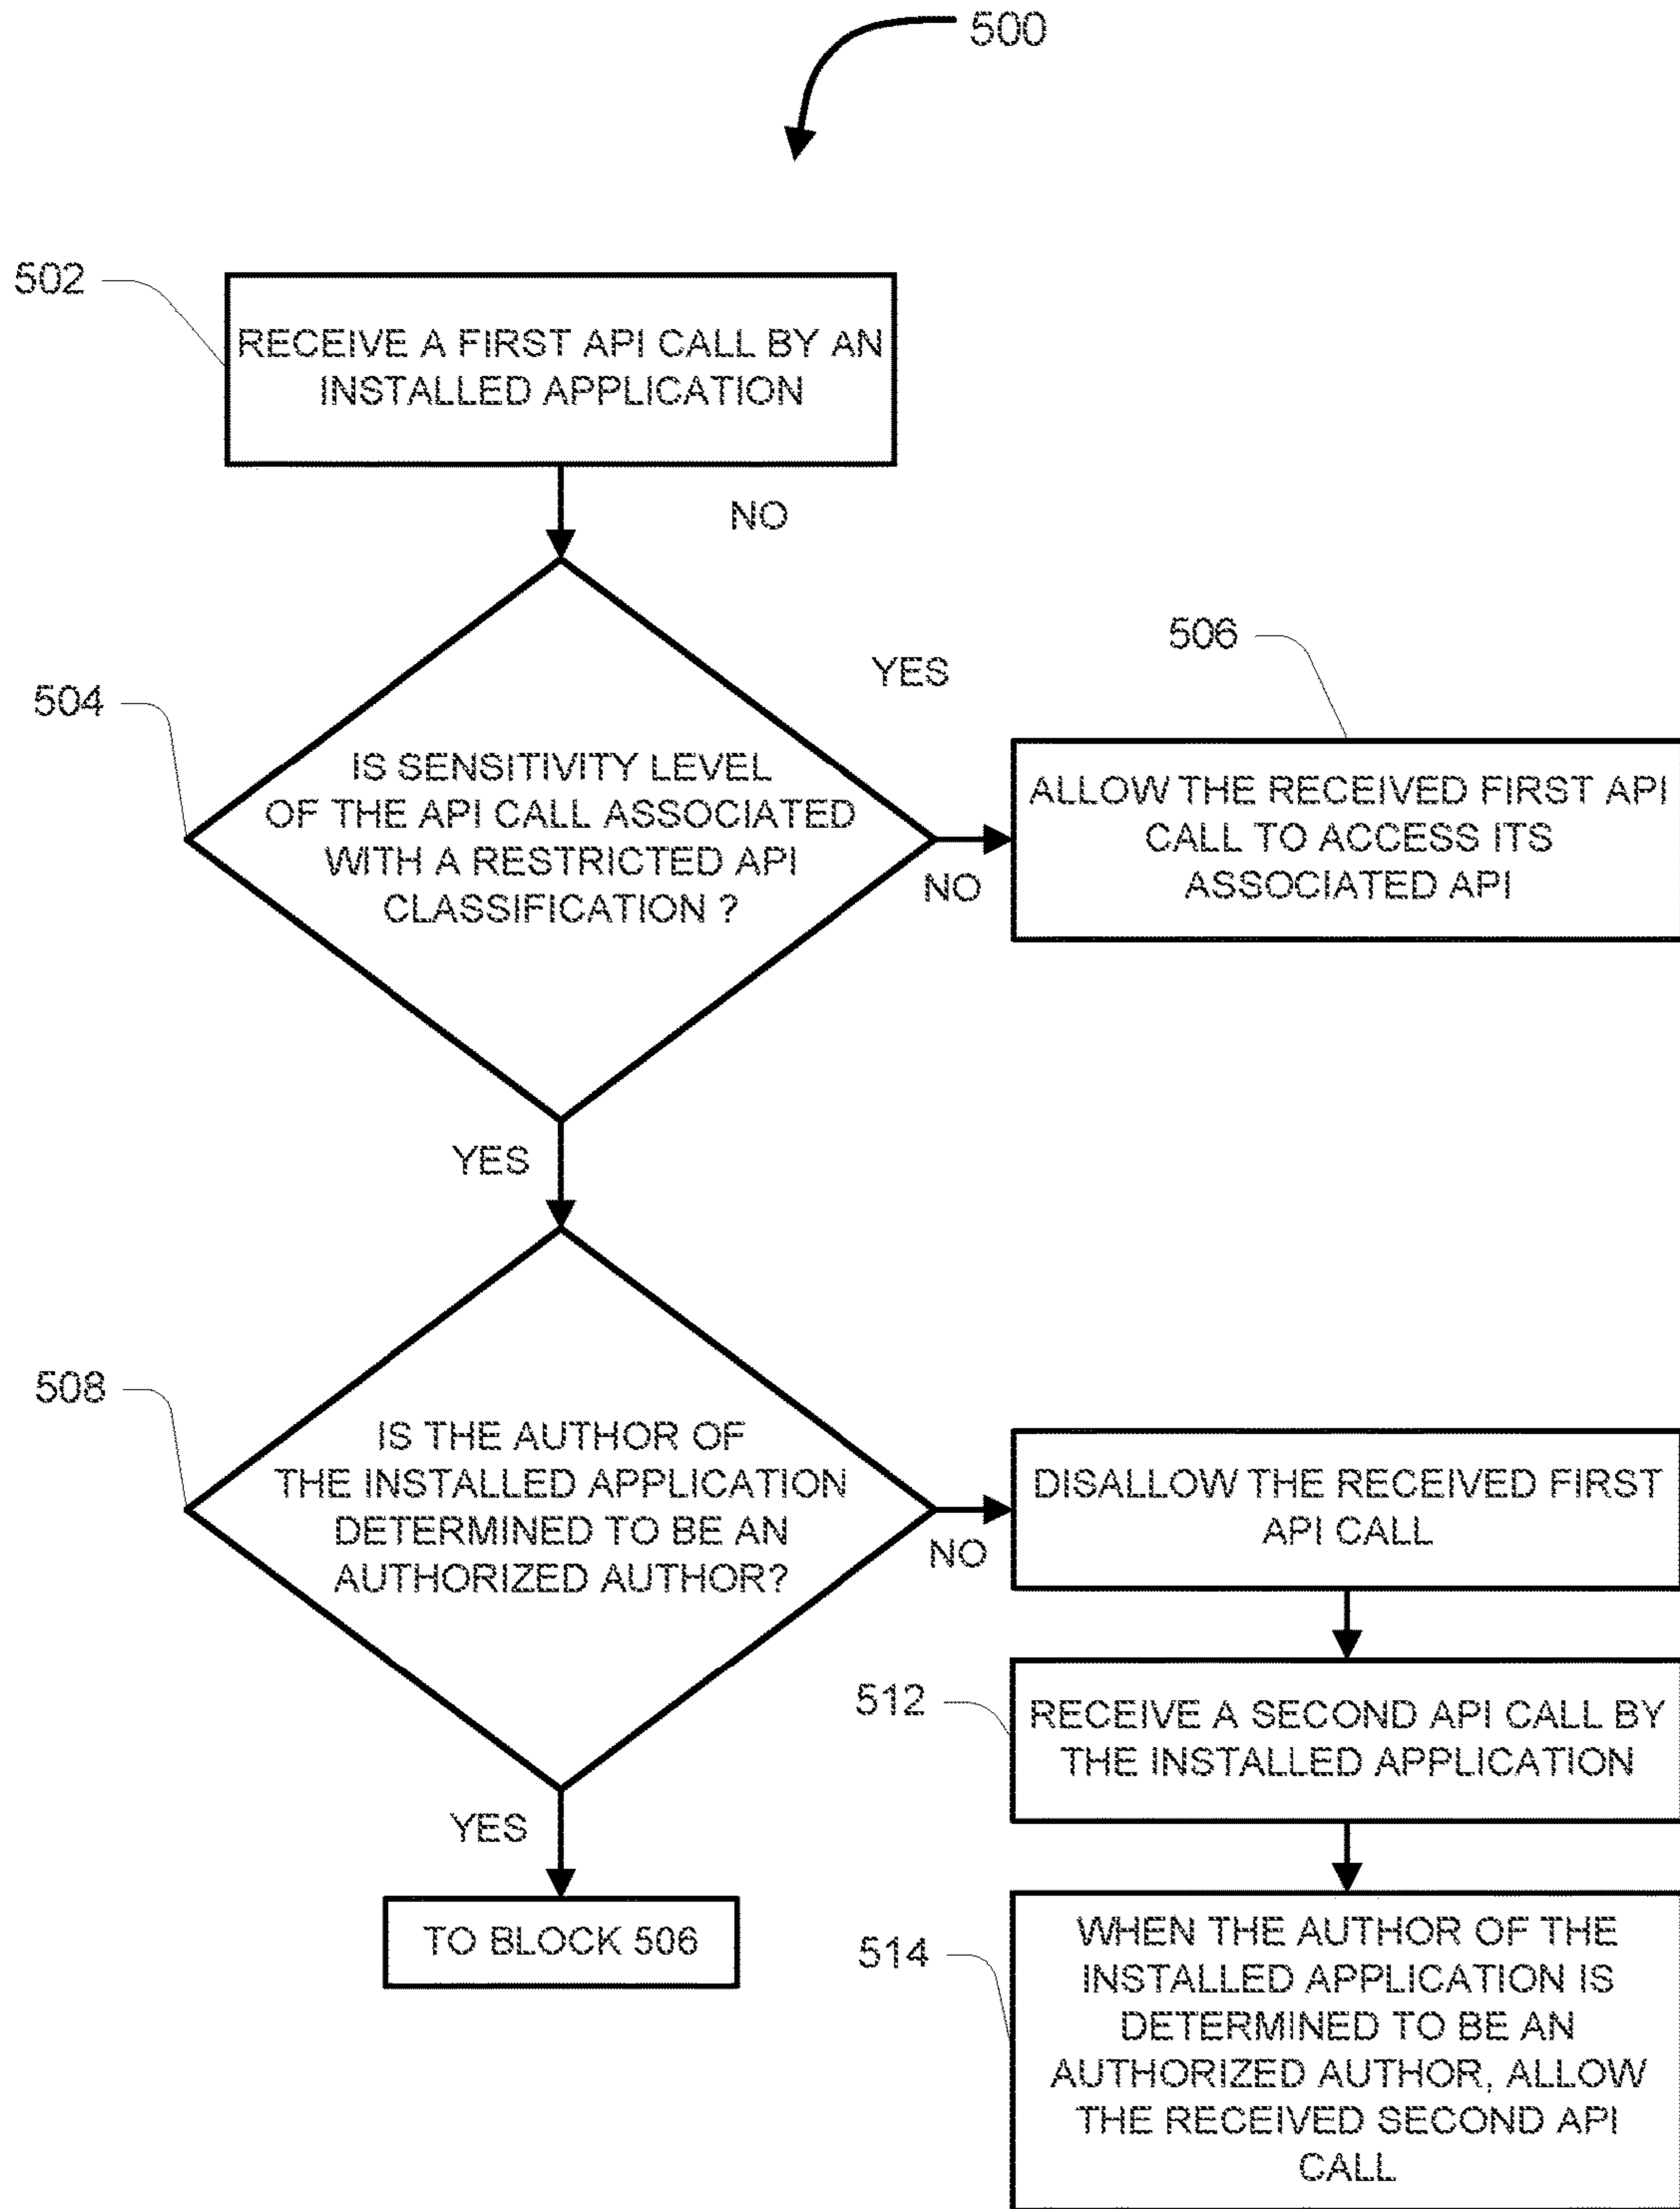 500
502
RECEIVE A FIRST API CALL BY AN
INSTALLED APPLICATION
NO
504
IS SENSITIVITY LEVEL
OF THE API CALL ASSOCIATED
WITH A RESTRICTED API
CLASSIFICATION ?
YES
NO
506
ALLOW THE RECEIVED FIRST API
CALL TO ACCESS ITS
ASSOCIATED API
YES
508
IS THE AUTHOR OF
THE INSTALLED APPLICATION
DETERMINED TO BE AN
AUTHORIZED AUTHOR?
NO
DISALLOW THE RECEIVED FIRST
API CALL
512
RECEIVE A SECOND API CALL BY
THE INSTALLED APPLICATION
YES
TO BLOCK 506
514
WHEN THE AUTHOR OF THE
INSTALLED APPLICATION IS
DETERMINED TO BE AN
AUTHORIZED AUTHOR, ALLOW
THE RECEIVED SECOND API
CALL